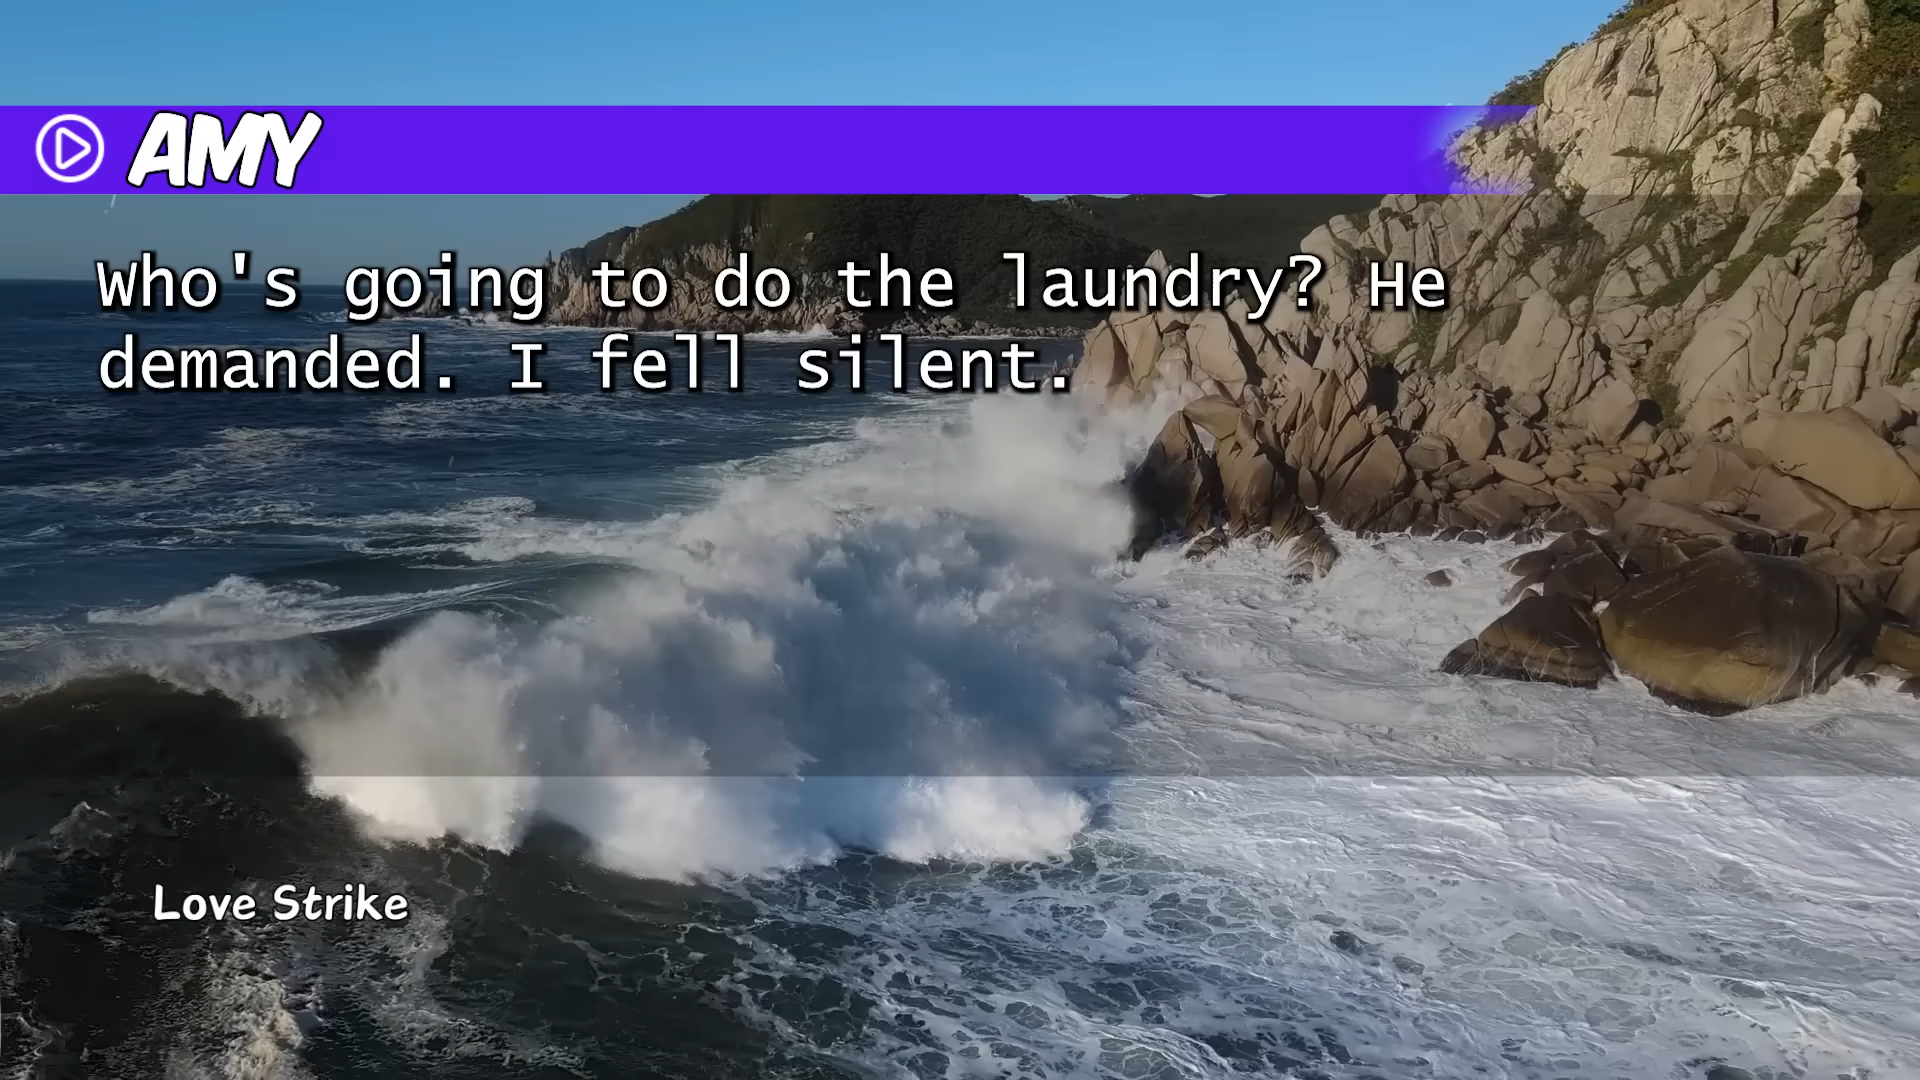 AMY
Who's going to do the laundry? He
demanded. I fell silent.
Love Strike